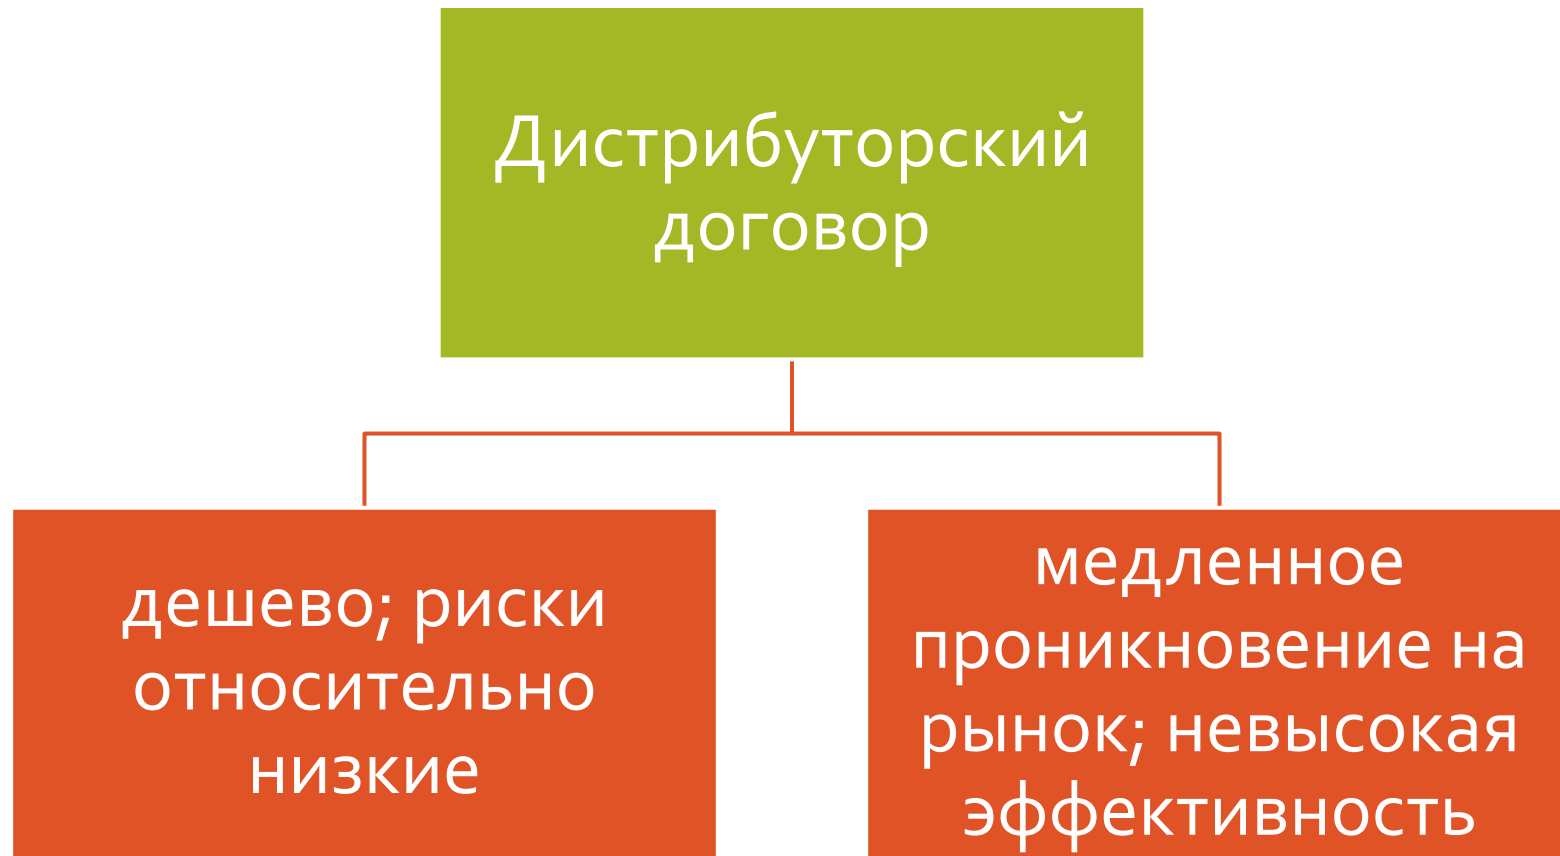 Дистрибуторский
договор
дешево; риски
относительно
низкие
медленное
проникновение на
рынок; невысокая
эффективность